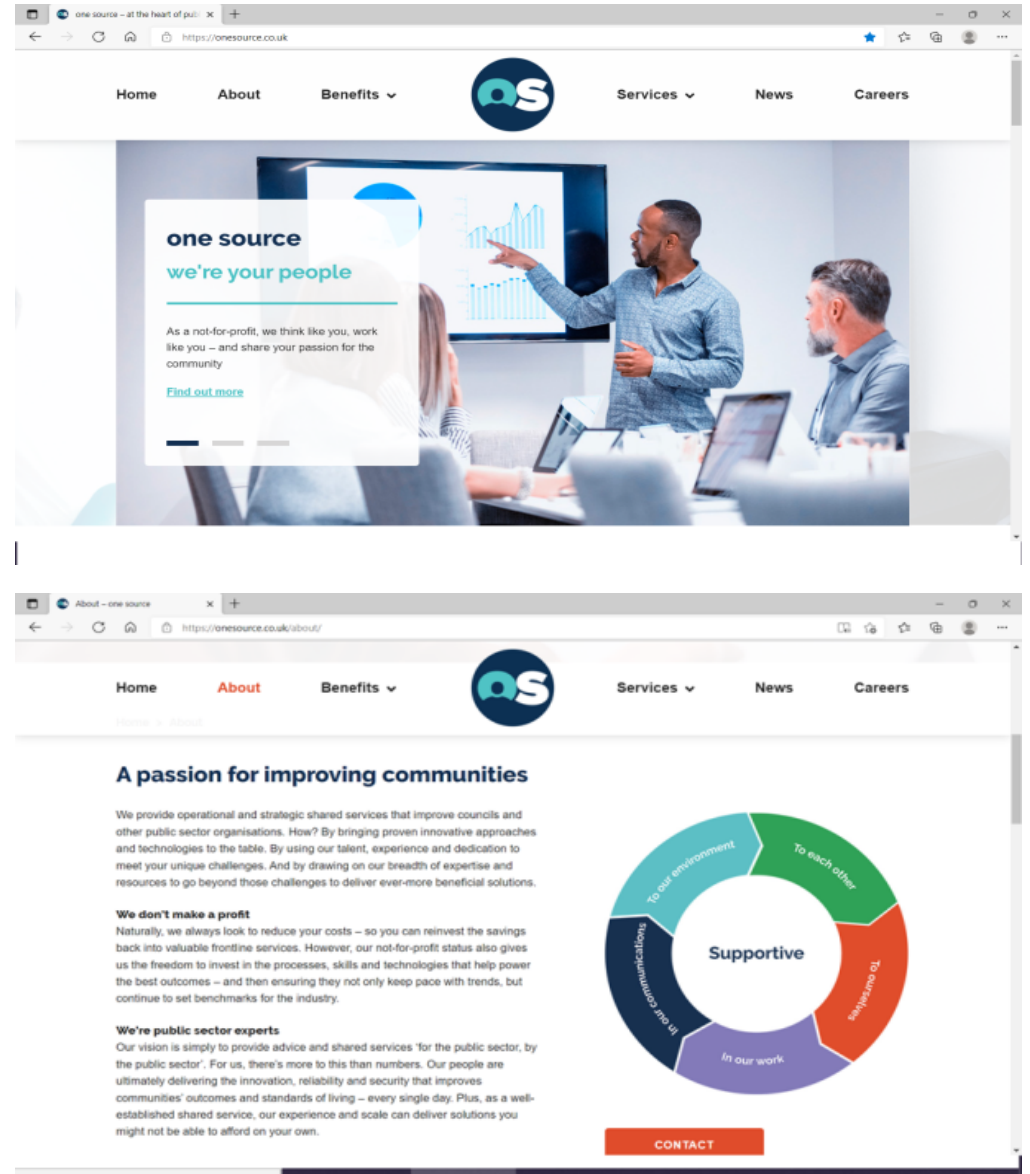 one source – at the heart of publ
https://onesource.co.uk
Home About Benefits Services News Careers
os
one source
we're your people
As a not-for-profit, we think like you, work
like you – and share your passion for the
community
Find out more
About – one source
https://onesource.co.uk/about/
Home About Benefits Services News Careers
os
Home » About
A passion for improving communities
We provide operational and strategic shared services that improve councils and
other public sector organisations. How? By bringing proven innovative approaches
and technologies to the table. By using our talent, experience and dedication to
meet your unique challenges. And by drawing on our breadth of expertise and
resources to go beyond those challenges to deliver ever-more beneficial solutions.
We don't make a profit
Naturally, we always look to reduce your costs – so you can reinvest the savings
back into valuable frontline services. However, our not-for-profit status also gives
us the freedom to invest in the processes, skills and technologies that help power
the best outcomes – and then ensuring they not only keep pace with trends, but
continue to set benchmarks for the industry.
We're public sector experts
Our vision is simply to provide advice and shared services 'for the public sector, by
the public sector'. For us, there's more to this than numbers. Our people are
ultimately delivering the innovation, reliability and security that improves
communities' outcomes and standards of living – every single day. Plus, as a well-
established shared service, our experience and scale can deliver solutions you
might not be able to afford on your own.
To our environment
To each other
To ourselves
In our work
In our communications
Supportive
CONTACT